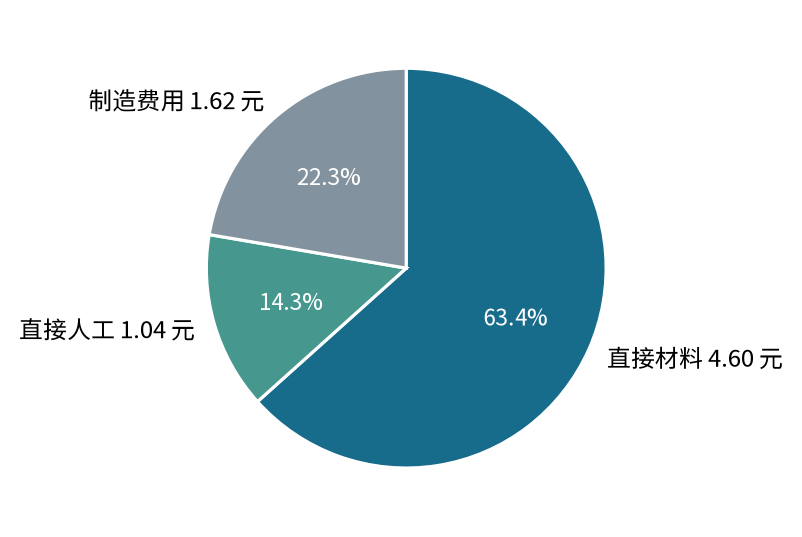 制造费用 1.62 元
22.3%
14.3%
63.4%
直接人工 1.04 元
直接材料 4.60 元